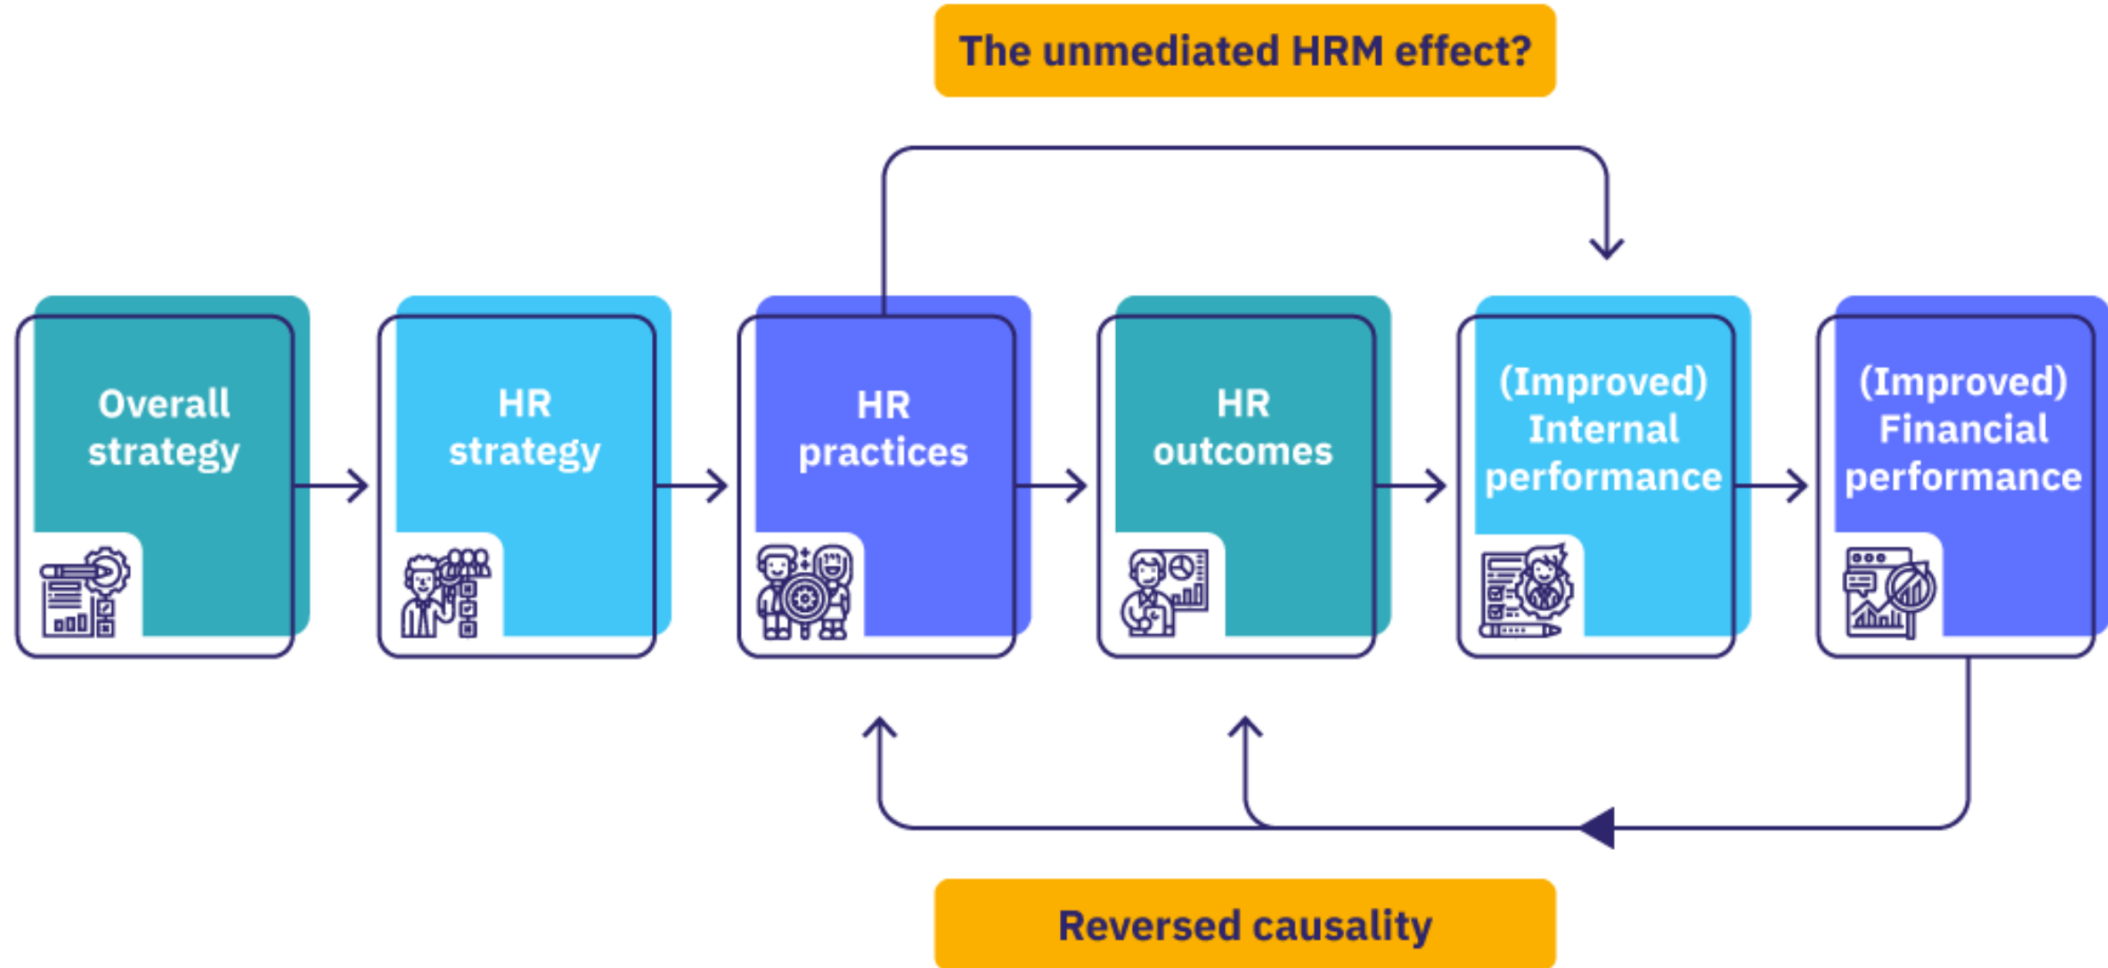 The unmediated HRM effect?
Overall
strategy
HR
strategy
HR
practices
HR
outcomes
(Improved)
Internal
performance
(Improved)
Financial
performance
Reversed causality